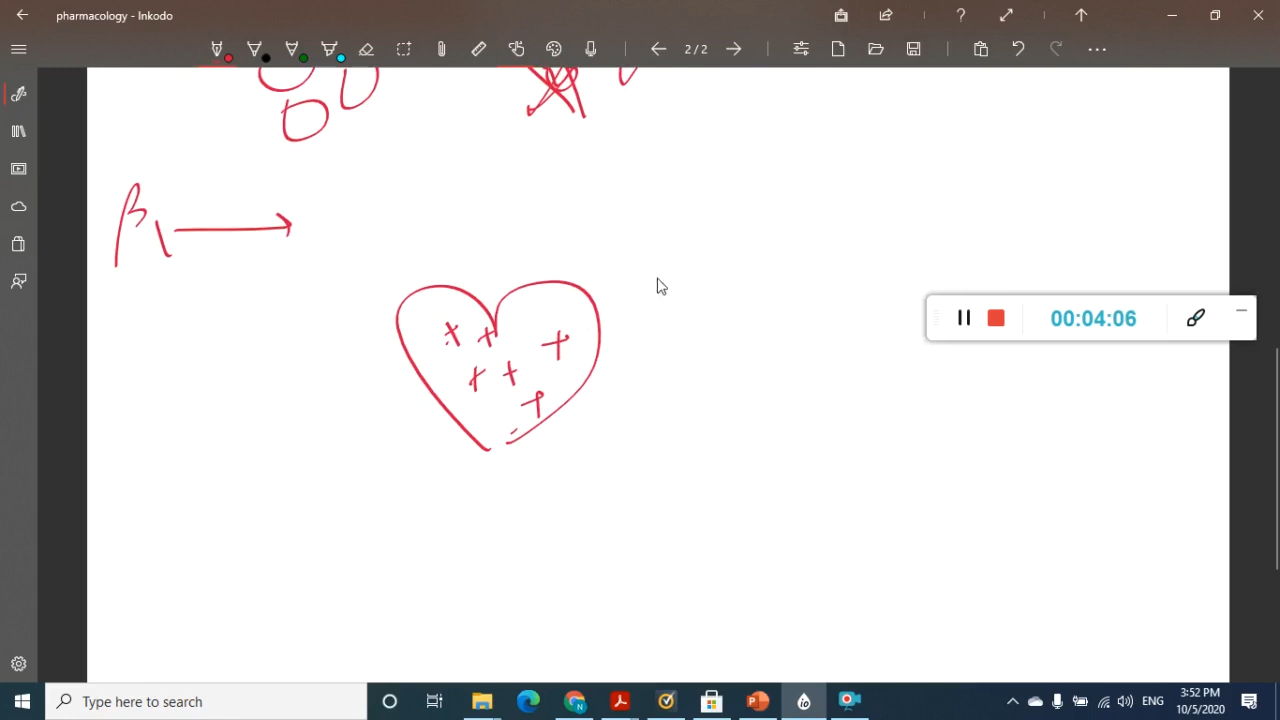 pharmacology - Inkodo
2/2
β1
+ + +
+ +
+
00:04:06
Type here to search
ENG
3:52 PM
10/5/2020